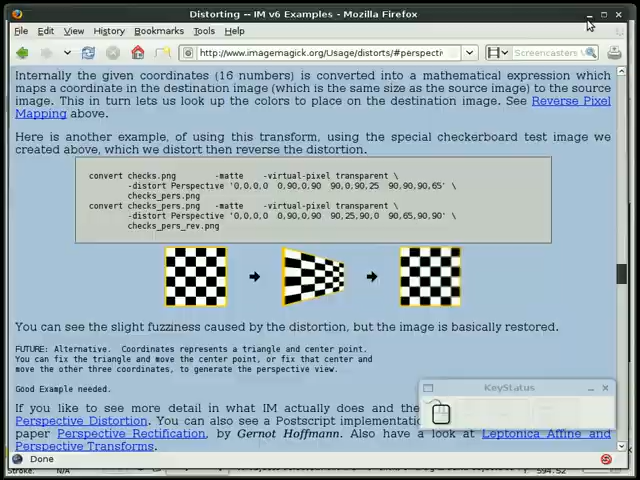 Distorting -- IM v6 Examples - Mozilla Firefox
File Edit View History Bookmarks Tools Help
http://www.imagemagick.org/Usage/distorts/#perspectiv
Screencasters
Internally the given coordinates (16 numbers) is converted into a mathematical expression which
maps a coordinate in the destination image (which is the same size as the source image) to the source
image. This in turn lets us look up the colors to place on the destination image. See Reverse Pixel
Mapping above.
Here is another example, of using this transform, using the special checkerboard test image we
created above, which we distort then reverse the distortion.
convert checks.png -matte -virtual-pixel transparent \
-distort Perspective '0,0,0,0 0,90,0,90 90,0,90,25 90,90,90,65' \
checks_pers.png
convert checks_pers.png -matte -virtual-pixel transparent \
-distort Perspective '0,0,0,0 0,90,0,90 90,25,90,0 90,65,90,90' \
checks_pers_rev.png
You can see the slight fuzziness caused by the distortion, but the image is basically restored.
FUTURE: Alternative. Coordinates represents a triangle and center point.
You can fix the triangle and move the center point, or fix that center and
move the other three coordinates, to generate the perspective view.
Good Example needed.
KeyStatus
If you like to see more detail in what IM actually does and the
Perspective Distortion. You can also see a Postscript implementati
paper Perspective Rectification, by Gernot Hoffmann. Also have a look at Leptonica Affine and
Perspective Transforms.
Done
Stroke: N/A
594.52